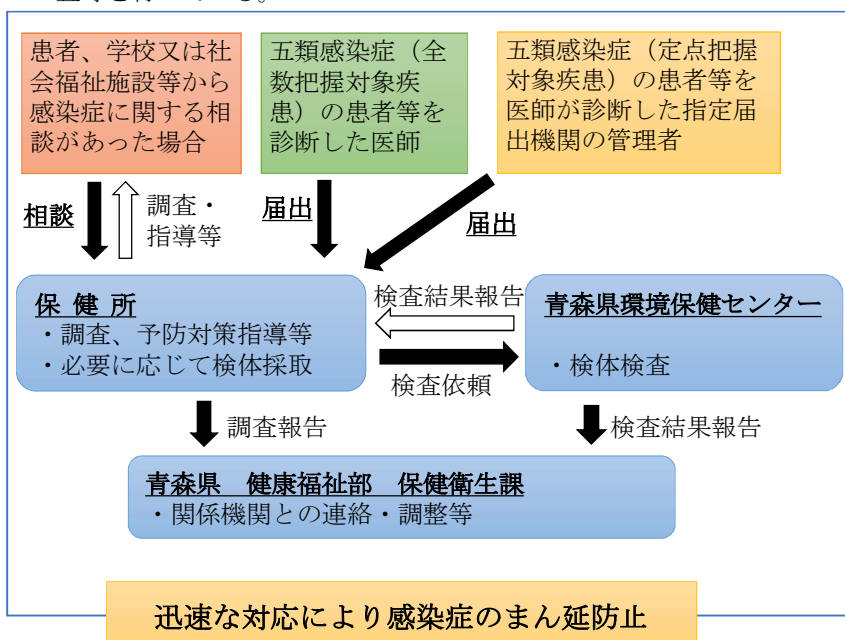 患者、学校又は社
会福祉施設等から
感染症に関する相
談があった場合
五類感染症（全
数把握対象疾
患）の患者等を
診断した医師
五類感染症（定点把握
対象疾患）の患者等を
医師が診断した指定届
出機関の管理者
相談
調査・
指導等
届出
届出
保 健 所
・調査、予防対策指導等
・必要に応じて検体採取
検査結果報告
検査依頼
青森県環境保健センター
・検体検査
調査報告
検査結果報告
青森県　健康福祉部　保健衛生課
・関係機関との連絡・調整等
迅速な対応により感染症のまん延防止